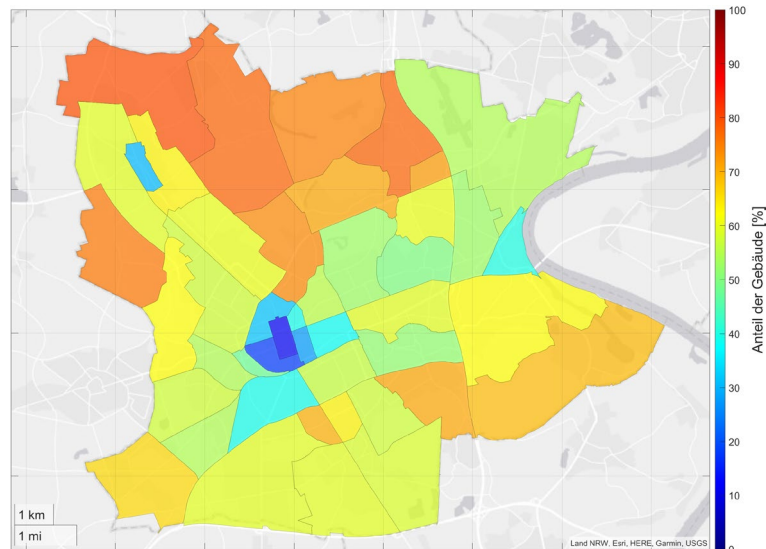 100
90
80
70
60
50
40
30
20
10
0
Anteil der Gebäude [%]
1 km
1 mi
Land NRW, Esri, HERE, Garmin, USGS